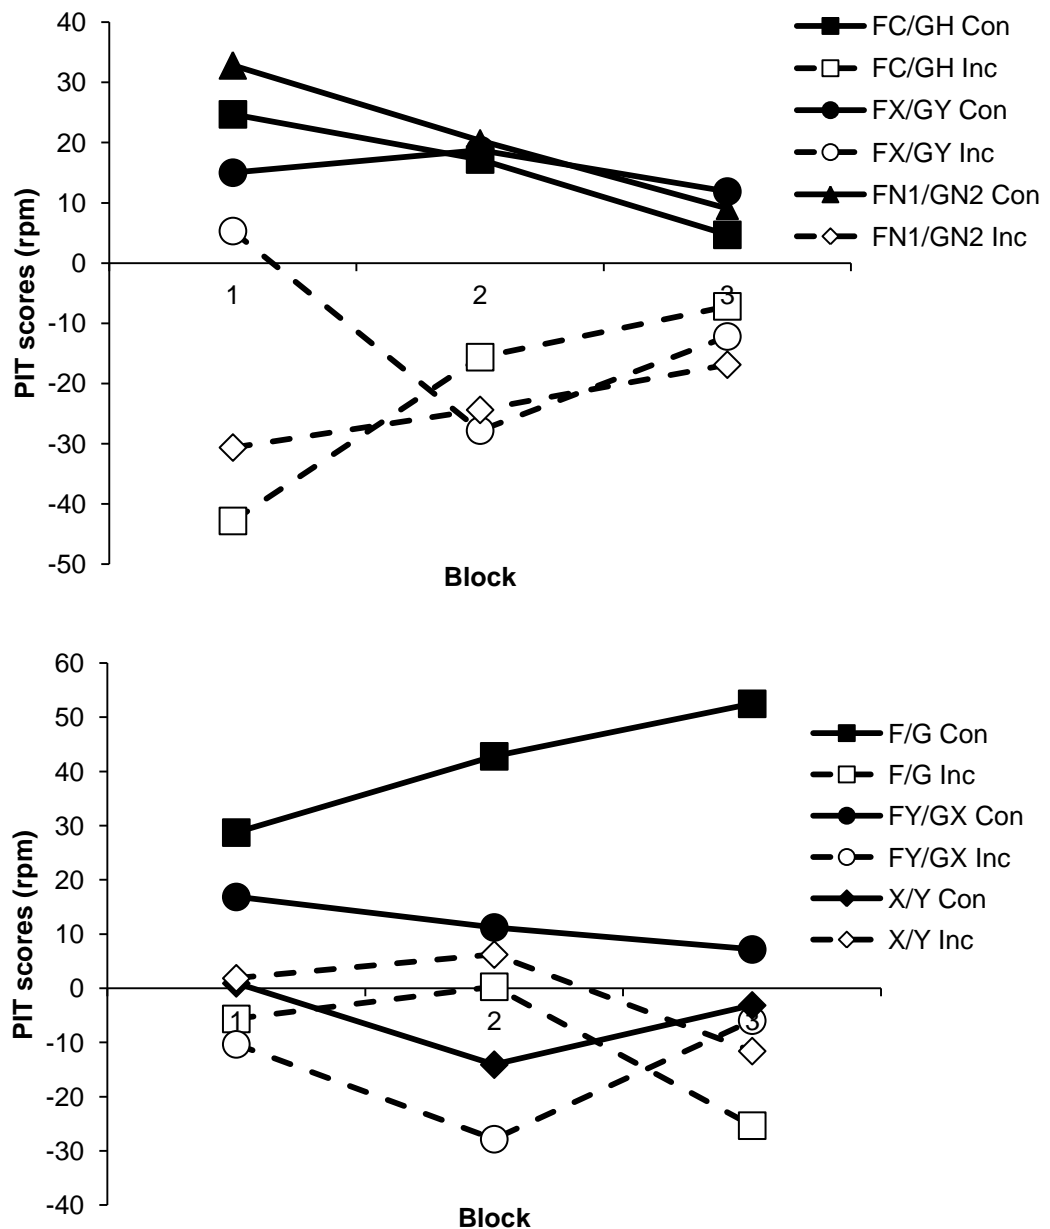 40
30
20
10
0
-10
-20
-30
-40
-50
PIT scores (rpm)
1 2 3
Block
FC/GH Con
FC/GH Inc
FX/GY Con
FX/GY Inc
FN1/GN2 Con
FN1/GN2 Inc
60
50
40
30
20
10
0
-10
-20
-30
-40
PIT scores (rpm)
1 2 3
Block
F/G Con
F/G Inc
FY/GX Con
FY/GX Inc
X/Y Con
X/Y Inc